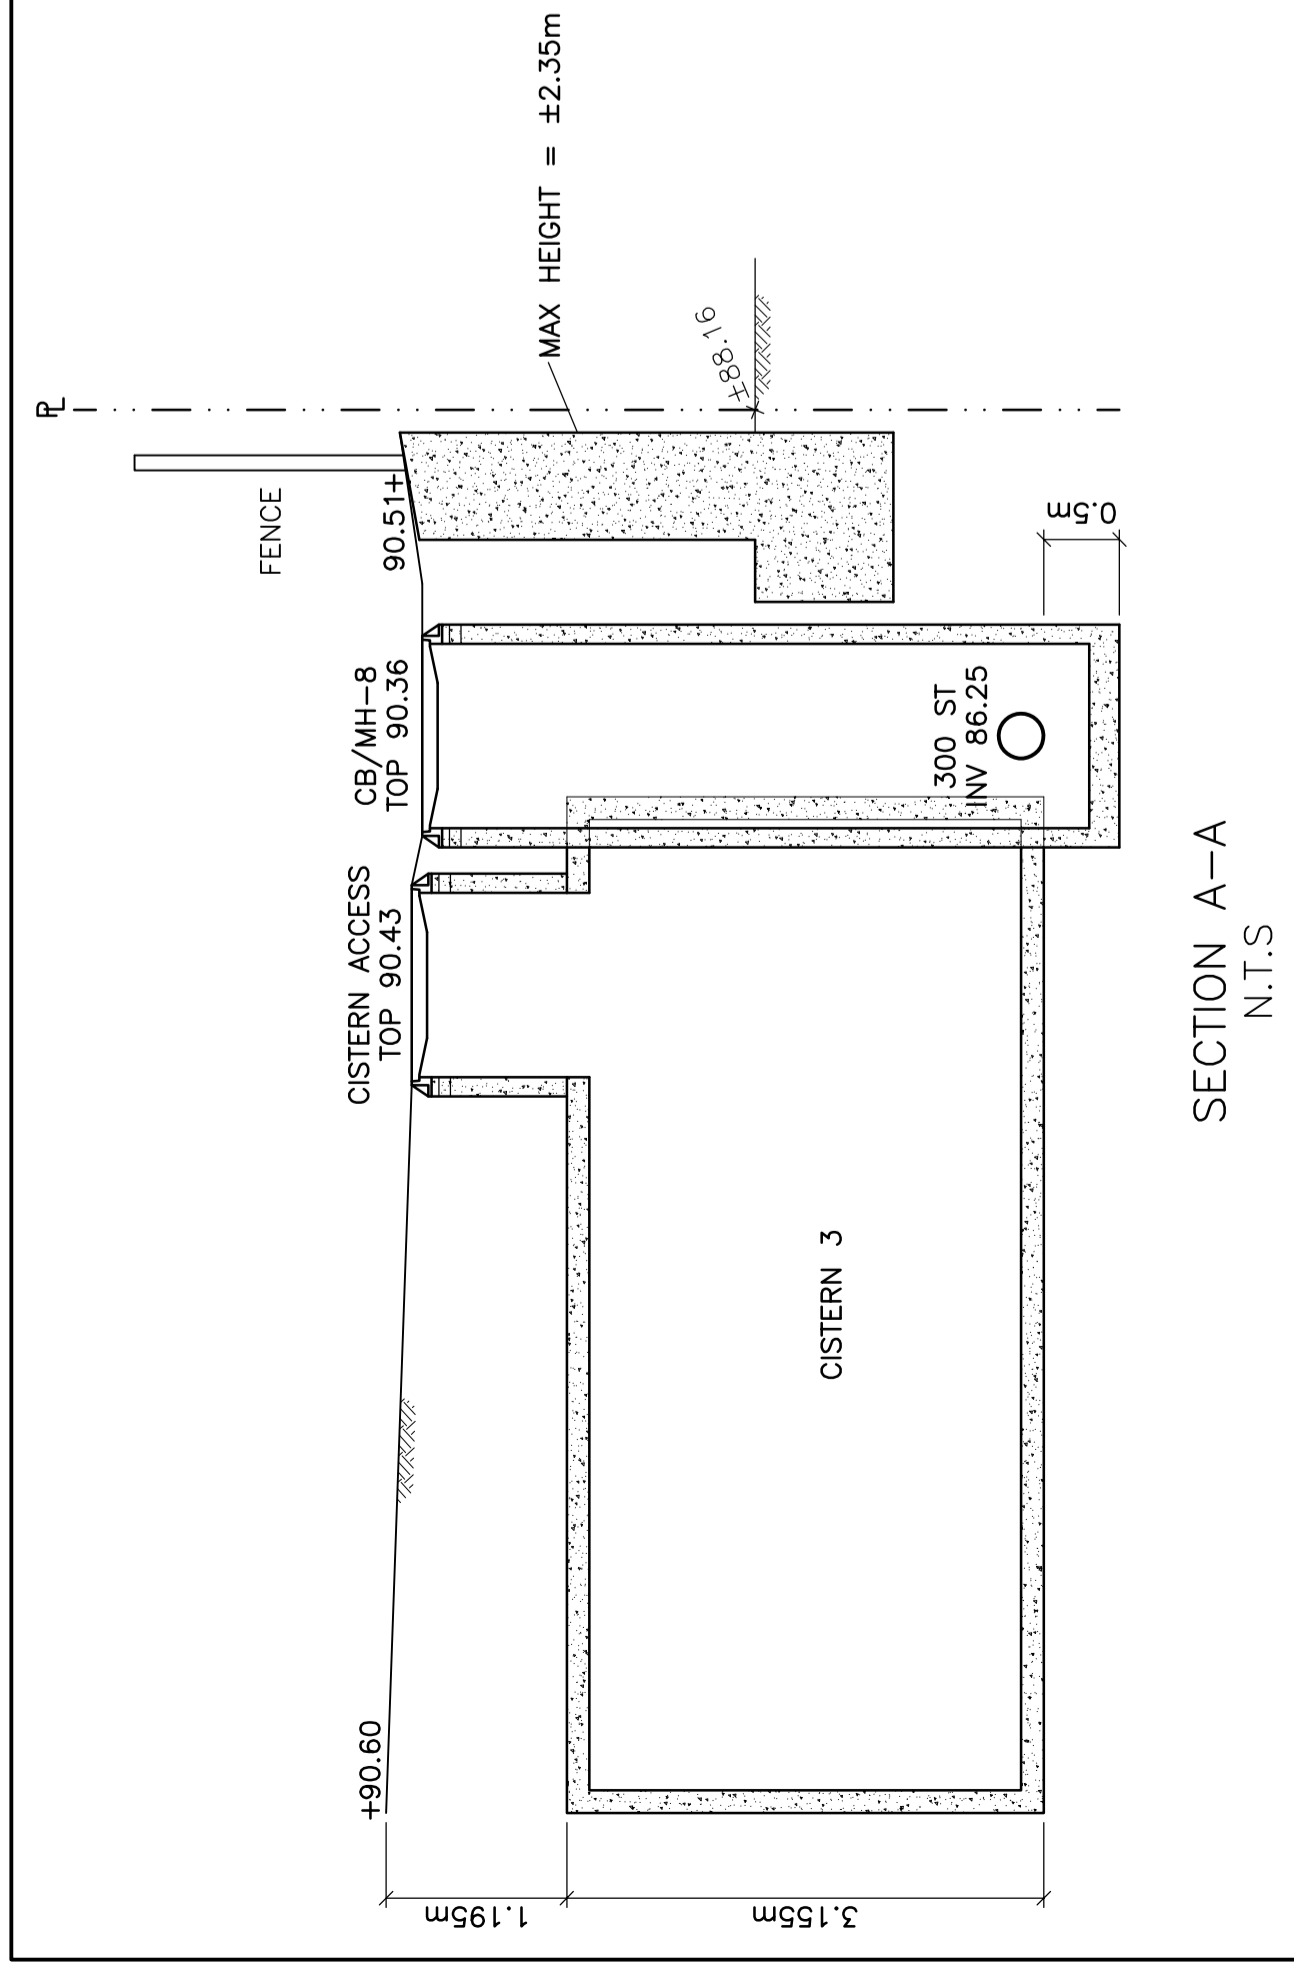 PL
FENCE
MAX HEIGHT = ±2.35m
CISTERN ACCESS
TOP 90.43
CB/MH-8
TOP 90.36
90.51+
+90.60
±88.16
1.195m
3.155m
CISTERN 3
300 ST
INV 86.25
0.5m
SECTION A-A
N.T.S